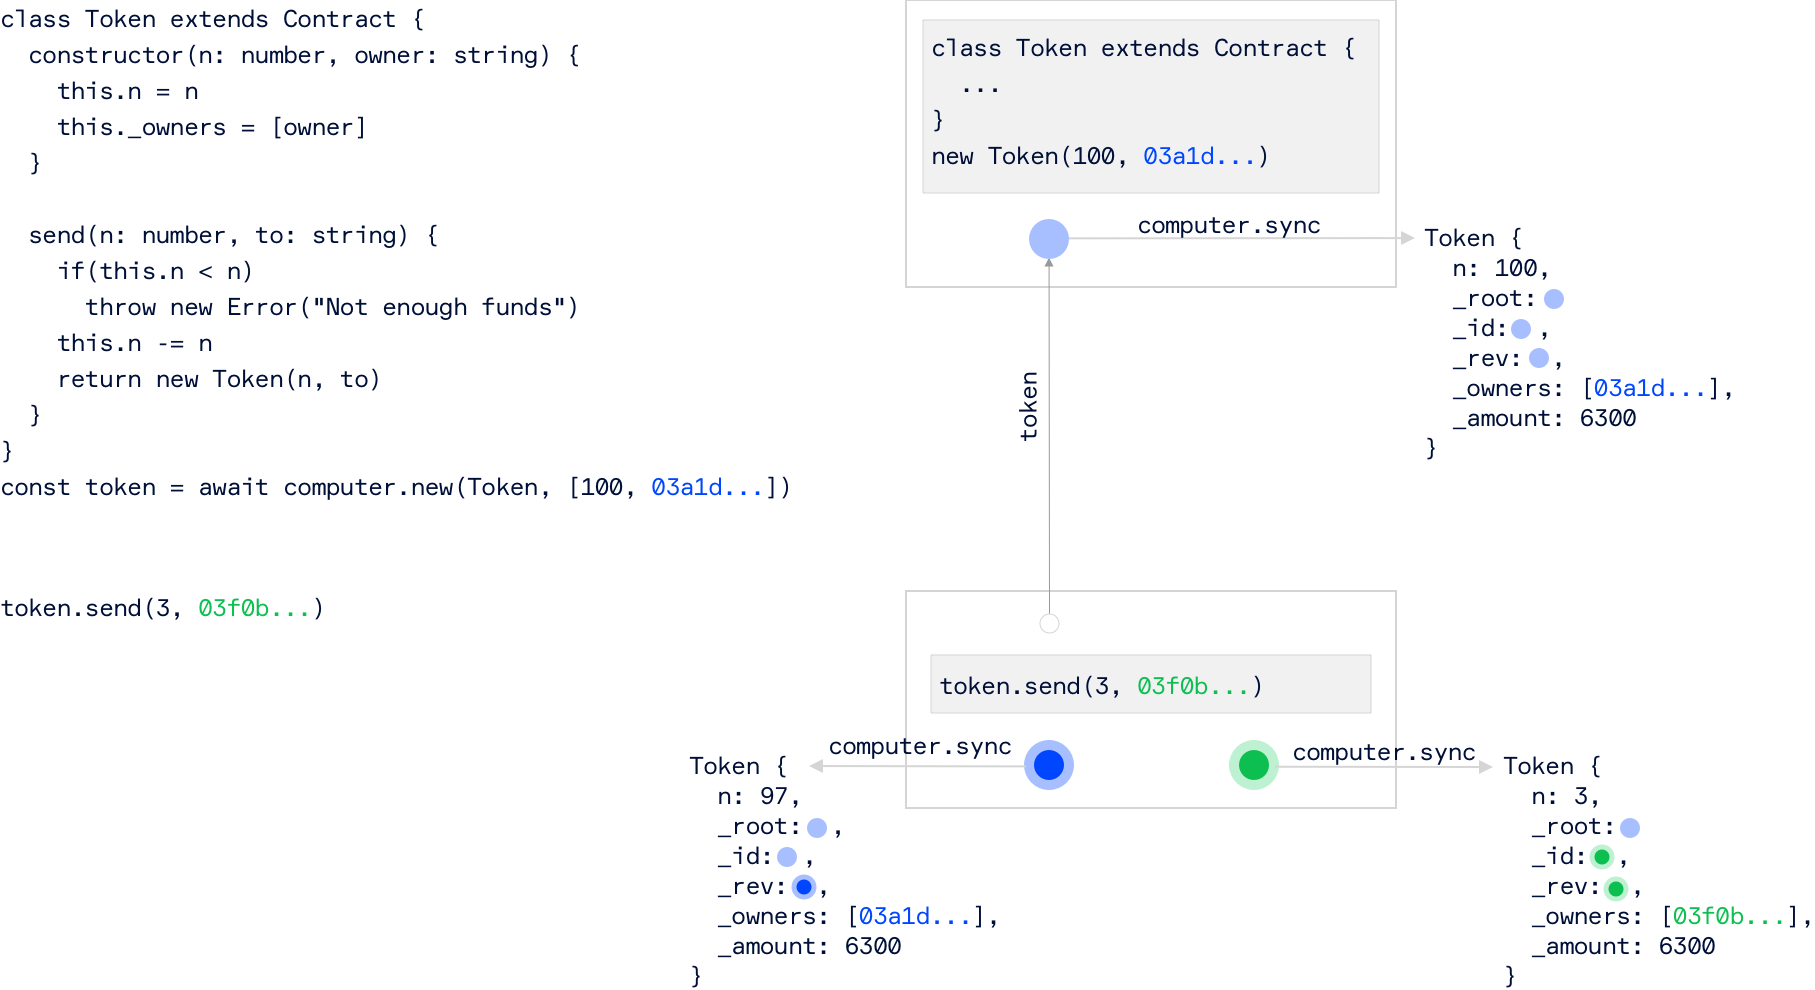 class Token extends Contract {
  constructor(n: number, owner: string) {
    this.n = n
    this._owners = [owner]
  }

  send(n: number, to: string) {
    if(this.n < n)
      throw new Error("Not enough funds")
    this.n -= n
    return new Token(n, to)
  }
}
const token = await computer.new(Token, [100, 03a1d...])
token.send(3, 03f0b...)
class Token extends Contract {
  ...
}
new Token(100, 03a1d...)
computer.sync
Token {
  n: 100,
  _root:
  _id: ,
  _rev: ,
  _owners: [03a1d...],
  _amount: 6300
}
token
token.send(3, 03f0b...)
computer.sync
Token {
  n: 97,
  _root: ,
  _id: ,
  _rev: ,
  _owners: [03a1d...],
  _amount: 6300
}
computer.sync
Token {
  n: 3,
  _root:
  _id: ,
  _rev: ,
  _owners: [03f0b...],
  _amount: 6300
}